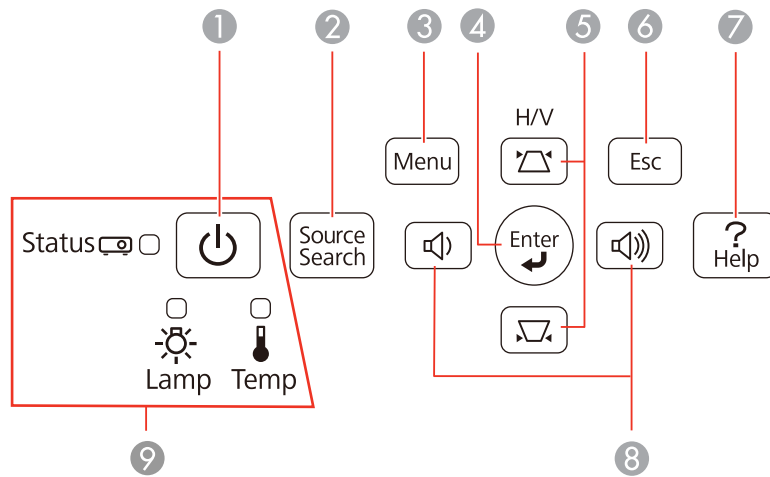 1 2 3 4 5 6 7
H/V
Menu
Esc
Status
Source
Search
Enter
?
Help
Lamp
Temp
9
8